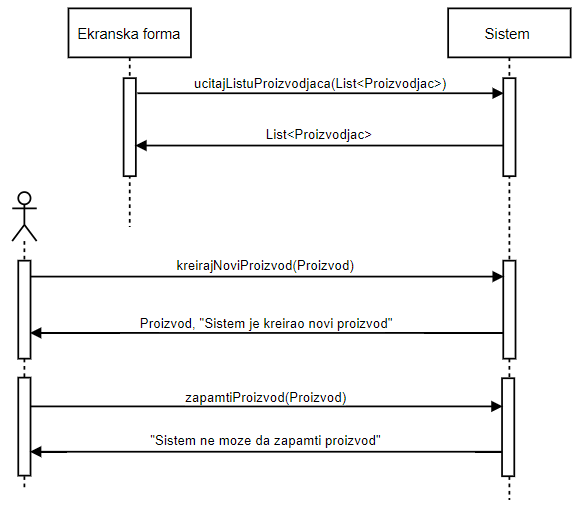 Ekranska forma
Sistem
ucitajListuProizvodjaca(List<Proizvodjac>)
List<Proizvodjac>
kreirajNoviProizvod(Proizvod)
Proizvod, "Sistem je kreirao novi proizvod"
zapamtiProizvod(Proizvod)
"Sistem ne moze da zapamti proizvod"